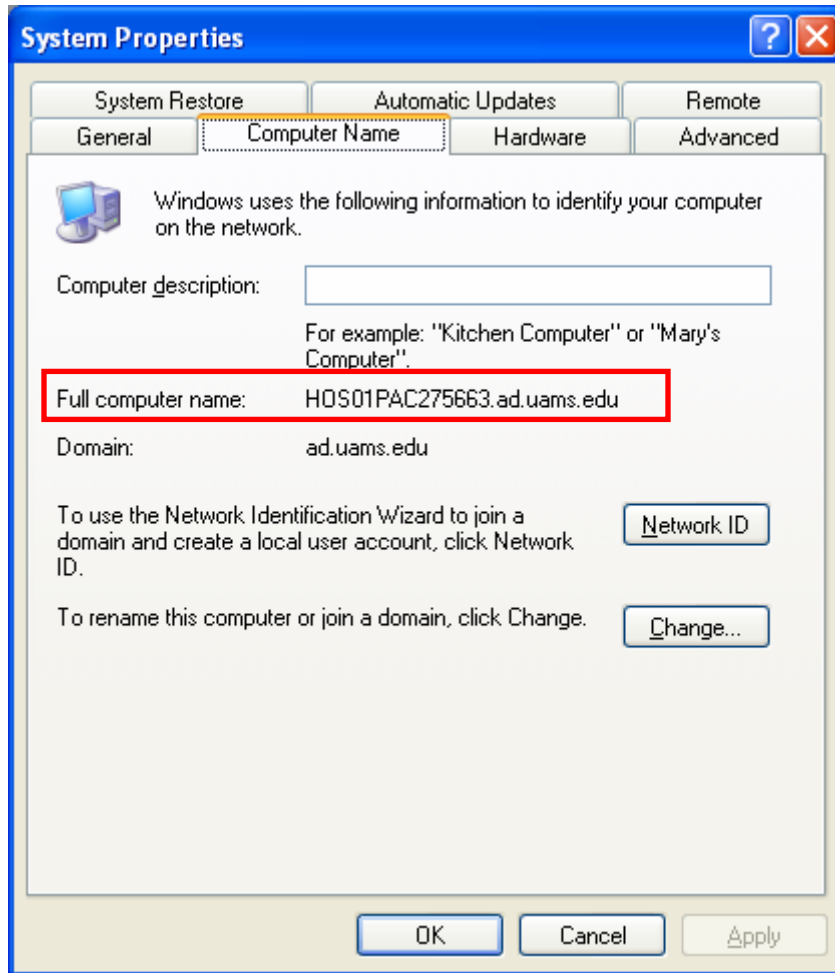 System Properties
System Restore Automatic Updates Remote
General Computer Name Hardware Advanced
Windows uses the following information to identify your computer
on the network.
Computer description:
For example: "Kitchen Computer" or "Mary's
Computer".
Full computer name: HOS01PAC275663.ad.uams.edu
Domain: ad.uams.edu
To use the Network Identification Wizard to join a
domain and create a local user account, click Network
ID.
Network ID
To rename this computer or join a domain, click Change.
Change...
OK Cancel Apply